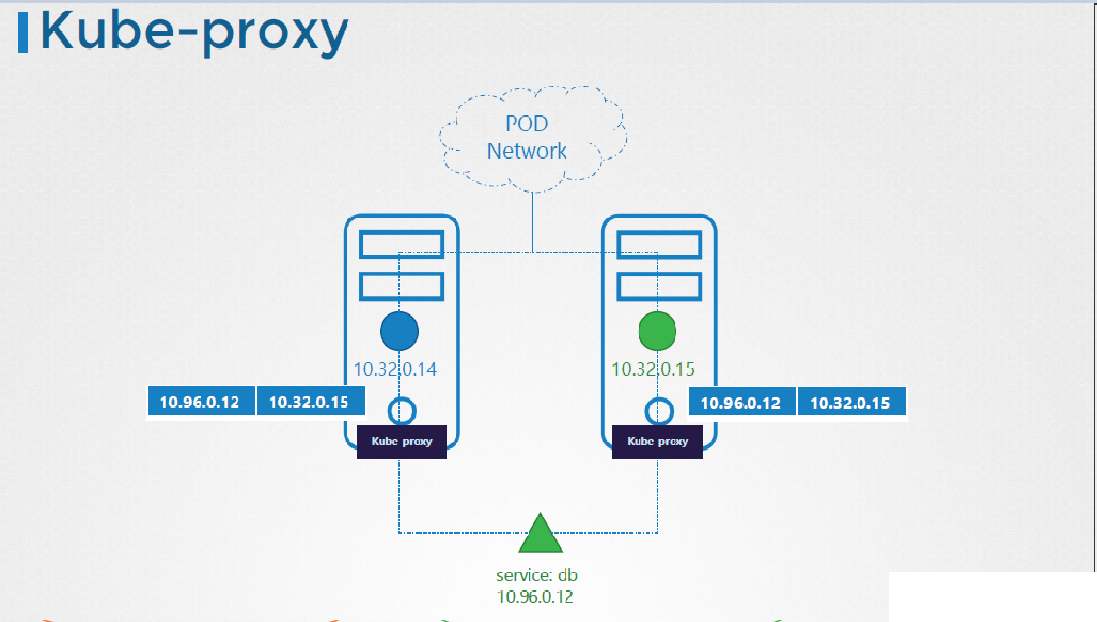 Kube-proxy
POD
Network
10.32.0.14
10.32.0.15
10.96.0.12 10.32.0.15
10.96.0.12 10.32.0.15
Kube proxy
Kube proxy
service: db
10.96.0.12